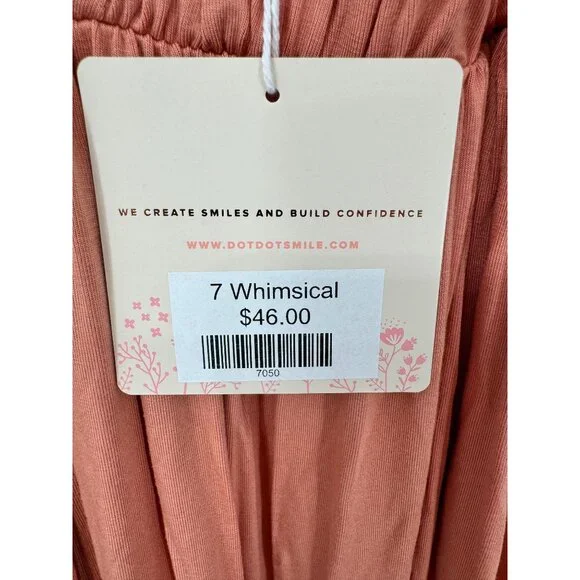 WE CREATE SMILES AND BUILD CONFIDENCE
WWW.DOTDOTSMILE.COM
7 Whimsical
$46.00
7050